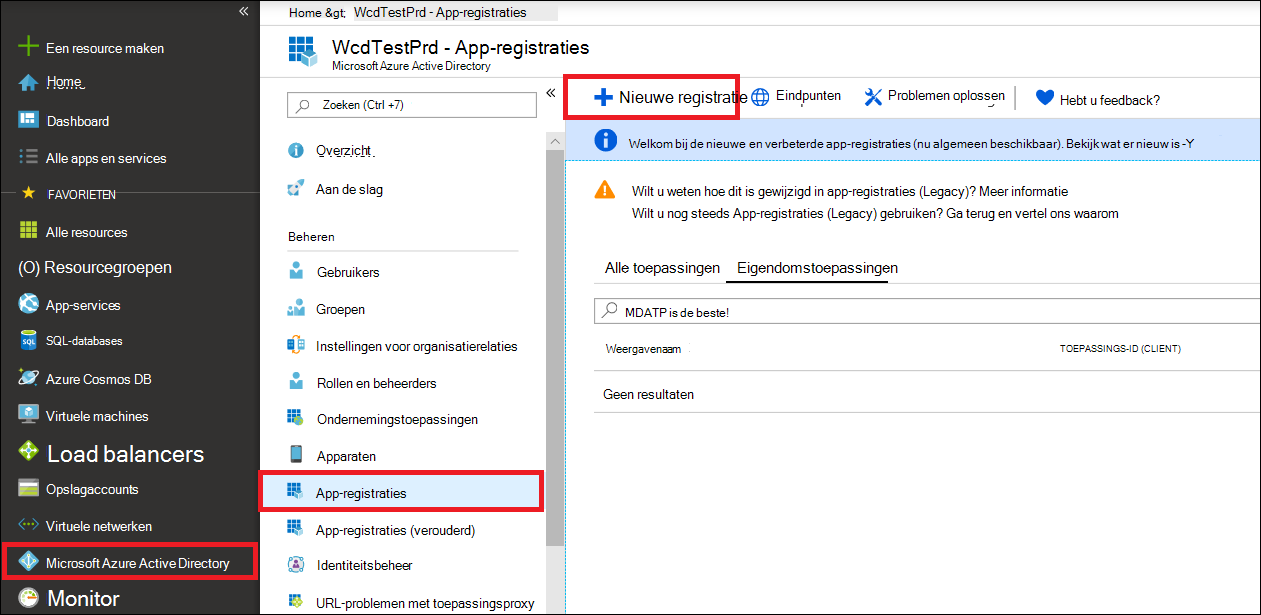 Een resource maken
Home
Dashboard
Alle apps en services
FAVORIETEN
Alle resources
(O) Resourcegroepen
App-services
SQL-databases
Azure Cosmos DB
Virtuele machines
Load balancers
Opslagaccounts
Virtuele netwerken
Microsoft Azure Active Directory
Monitor
Home &gt; WcdTestPrd - App-registraties
WcdTestPrd - App-registraties
Microsoft Azure Active Directory
Zoeken (Ctrl +7)
Overzicht
Aan de slag
Beheren
Gebruikers
Groepen
Instellingen voor organisatierelaties
Rollen en beheerders
Ondernemingstoepassingen
Apparaten
App-registraties
App-registraties (verouderd)
Identiteitsbeheer
URL-problemen met toepassingsproxy
Nieuwe registratie
Eindpunten
Problemen oplossen
Hebt u feedback?
Welkom bij de nieuwe en verbeterde app-registraties (nu algemeen beschikbaar). Bekijk wat er nieuw is -Y
Wilt u weten hoe dit is gewijzigd in app-registraties (Legacy)? Meer informatie
Wilt u nog steeds App-registraties (Legacy) gebruiken? Ga terug en vertel ons waarom
Alle toepassingen
Eigendomstoepassingen
MDATP is de beste!
Weergavenaam
TOEPASSINGS-ID (CLIENT)
Geen resultaten